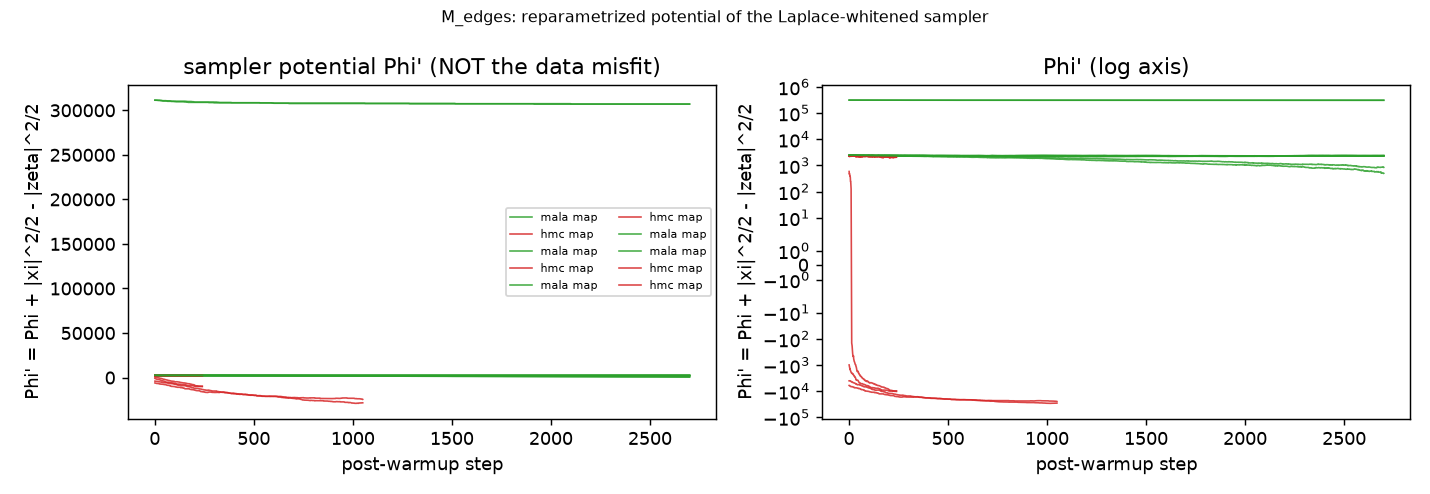 M_edges: reparametrized potential of the Laplace-whitened sampler
sampler potential Phi' (NOT the data misfit)
Phi' = Phi + |xi|^2/2 - |zeta|^2/2
300000
250000
200000
150000
100000
50000
0
mala map
hmc map
mala map
hmc map
mala map
hmc map
mala map
mala map
hmc map
hmc map
0
500
1000
1500
2000
2500
post-warmup step
Phi' (log axis)
Phi' = Phi + |xi|^2/2 - |zeta|^2/2
10^6
10^5
10^4
10^3
10^2
10^1
10^0
0
−10^0
−10^1
−10^2
−10^3
−10^4
−10^5
0
500
1000
1500
2000
2500
post-warmup step